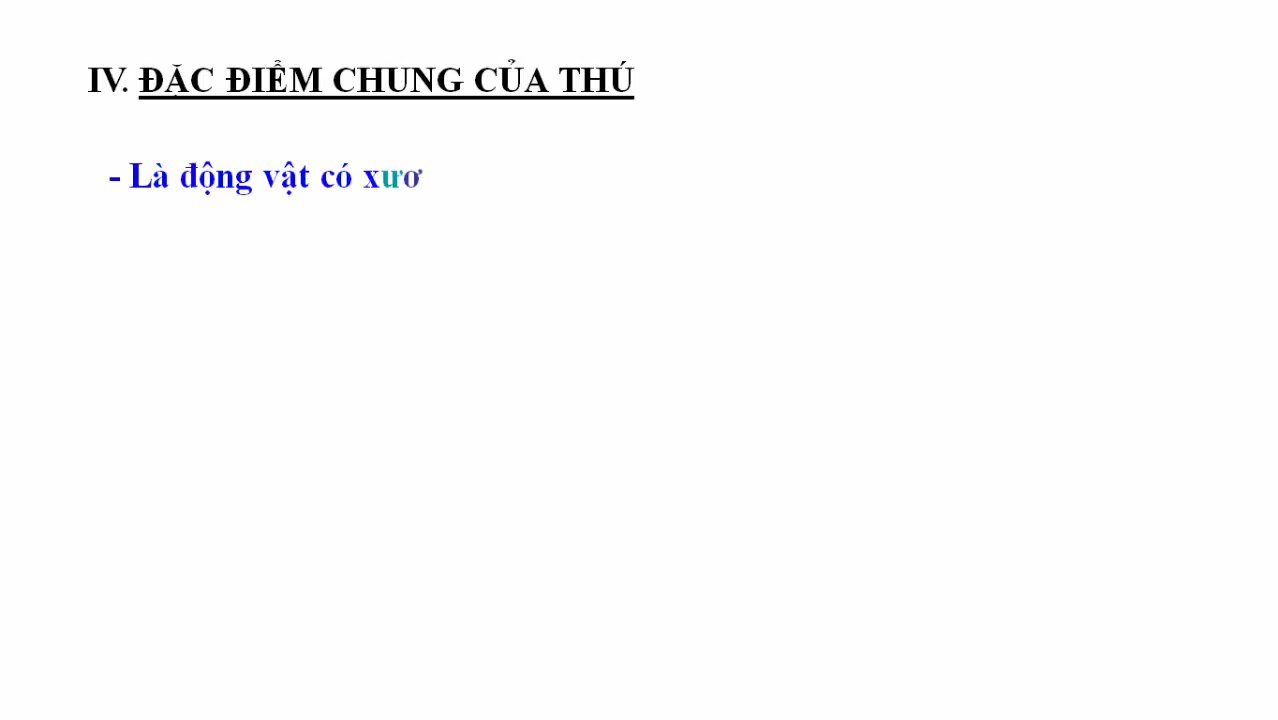 IV. ĐẶC ĐIỂM CHUNG CỦA THÚ
- Là động vật có xươ